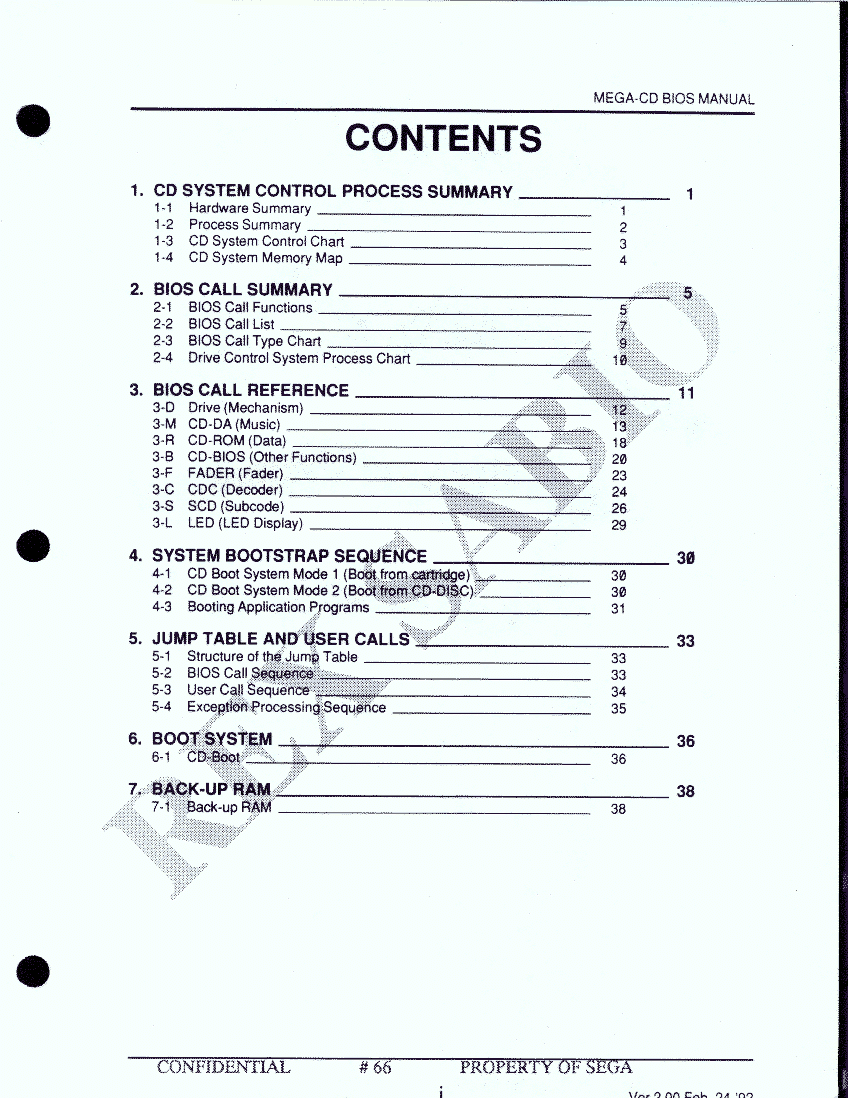 MEGA-CD BIOS MANUAL
CONTENTS
1. CD SYSTEM CONTROL PROCESS SUMMARY 1
1-1 Hardware Summary 1
1-2 Process Summary 2
1-3 CD System Control Chart 3
1-4 CD System Memory Map 4
2. BIOS CALL SUMMARY 5
2-1 BIOS Call Functions 5
2-2 BIOS Call List 7
2-3 BIOS Call Type Chart 9
2-4 Drive Control System Process Chart 10
3. BIOS CALL REFERENCE 11
3-D Drive (Mechanism) 12
3-M CD-DA (Music) 13
3-R CD-ROM (Data) 18
3-B CD-BIOS (Other Functions) 20
3-F FADER (Fader) 23
3-C CDC (Decoder) 24
3-S SCD (Subcode) 26
3-L LED (LED Display) 29
4. SYSTEM BOOTSTRAP SEQUENCE 30
4-1 CD Boot System Mode 1 (Boot from cartridge) 30
4-2 CD Boot System Mode 2 (Boot from CD-DISC) 30
4-3 Booting Application Programs 31
5. JUMP TABLE AND USER CALLS 33
5-1 Structure of the Jump Table 33
5-2 BIOS Call Sequence 33
5-3 User Call Sequence 34
5-4 Exception Processing Sequence 35
6. BOOT SYSTEM 36
6-1 CD-Boot 36
7. BACK-UP RAM 38
7-1 Back-up RAM 38
REX SABIO
CONFIDENTIAL # 66 PROPERTY OF SEGA
i
Ver 2.00 Feb. 24 '92